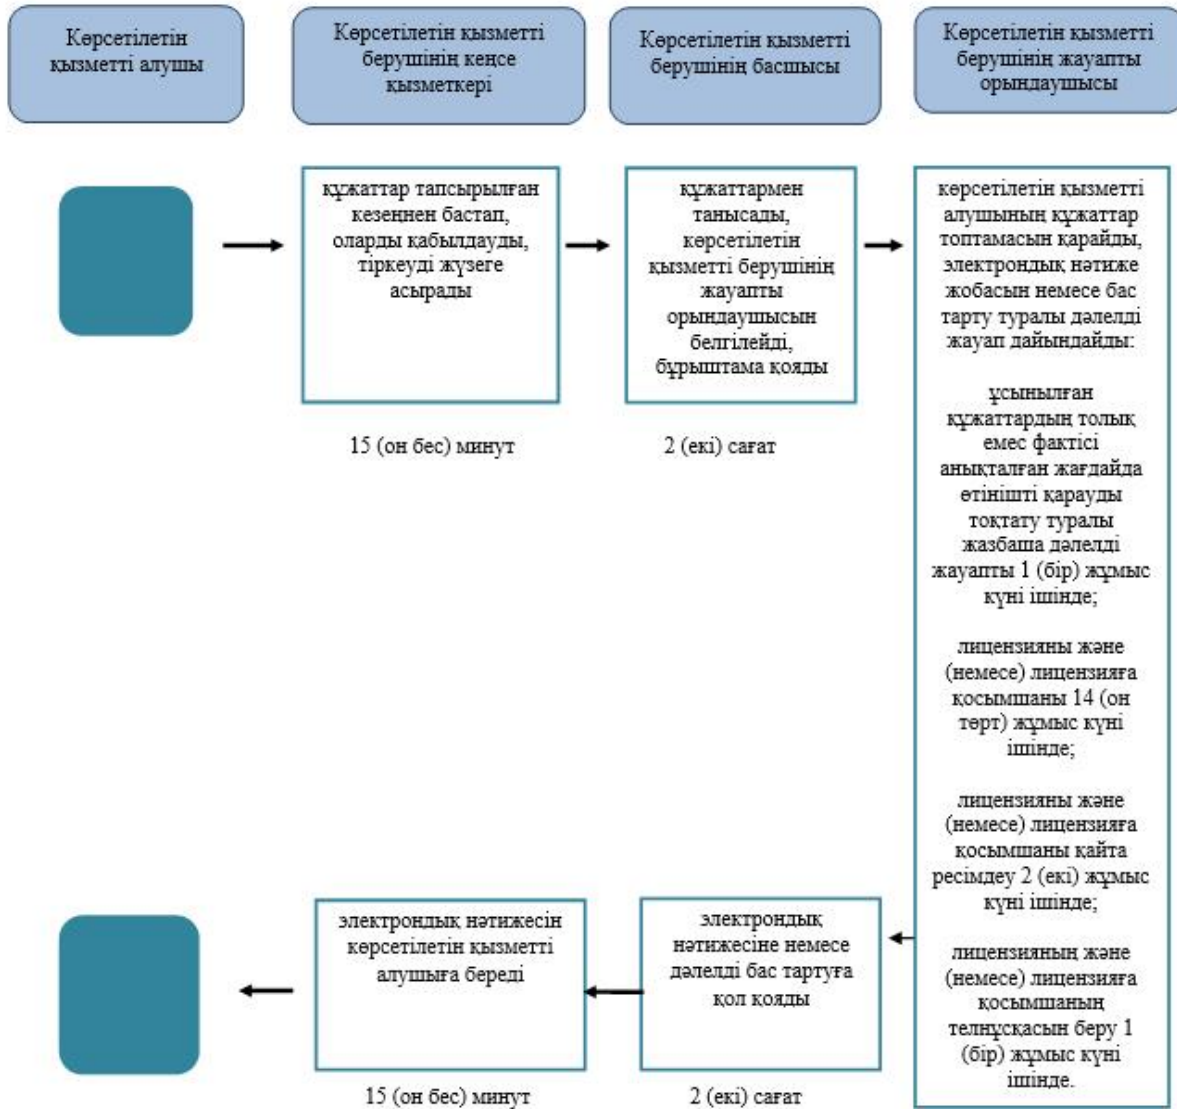 Көрсетілетін
қызметті алушы
Көрсетілетін қызметті
берушінің кеңсе
қызметкері
Көрсетілетін қызметті
берушінің басшысы
Көрсетілетін қызметті
берушінің жауапты
орындаушысы
құжаттар тапсырылған
кезеңнен бастап,
оларды қабылдауды,
тіркеуді жүзеге
асырады
15 (он бес) минут
құжаттармен
танысады,
көрсетілетін
қызметті берушінің
жауапты
орындаушысын
белгілейді,
бұрыштама қояды
2 (екі) сағат
көрсетілетін қызметті
алушының құжаттар
топтамасын қарайды,
электрондық нәтиже
жобасын немесе бас
тарту туралы дәлелді
жауап дайындайды:
ұсынылған
құжаттардың толық
емес фактісі
анықталған жағдайда
өтінішті қарауды
тоқтату туралы
жазбаша дәлелді
жауапты 1 (бір) жұмыс
күні ішінде;
лицензияны және
(немесе) лицензияға
қосымшаны 14 (он
төрт) жұмыс күні
ішінде;
лицензияны және
(немесе) лицензияға
қосымшаны қайта
ресімдеу 2 (екі) жұмыс
күні ішінде;
лицензияның және
(немесе) лицензияға
қосымшаның
телнұсқасын беру 1
(бір) жұмыс күні
ішінде.
электрондық
нәтижесіне немесе
дәлелді бас тартуға
қол қояды
2 (екі) сағат
электрондық нәтижесін
көрсетілетін қызметті
алушыға береді
15 (он бес) минут